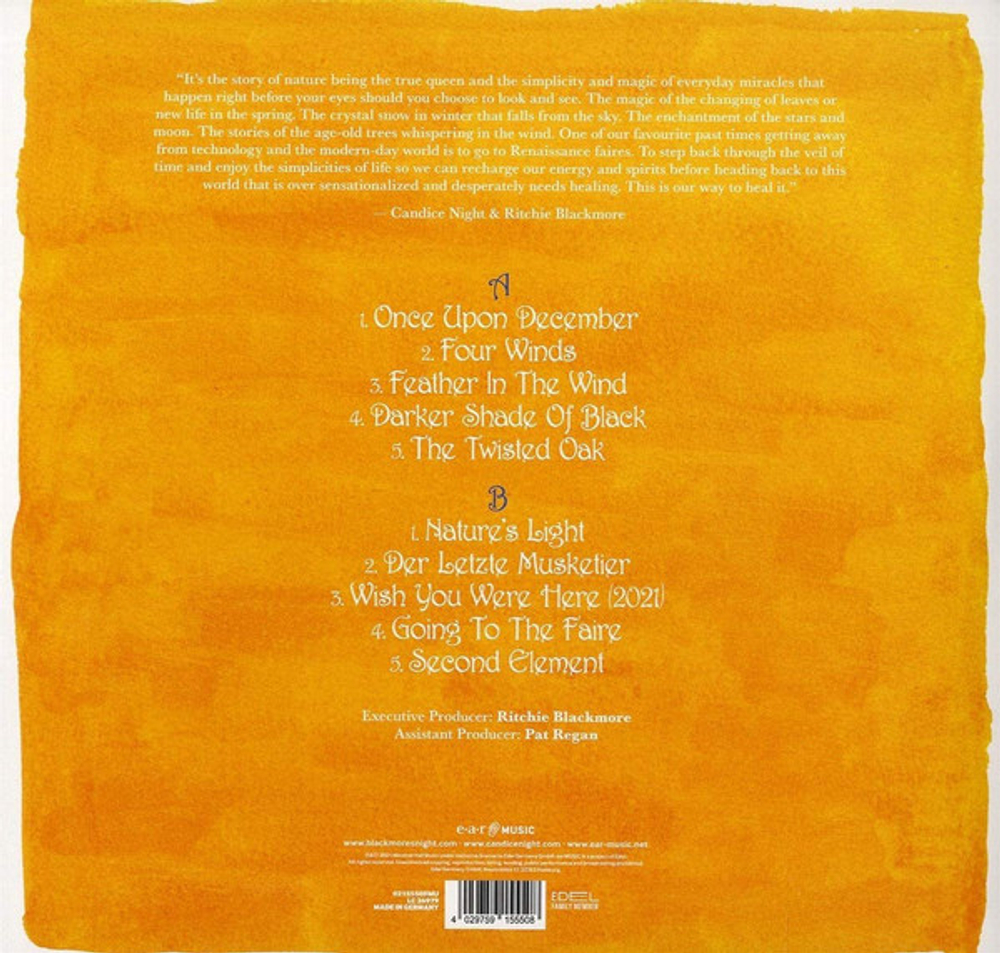 “It’s the story of nature being the true queen and the simplicity and magic of everyday miracles that
happen right before your eyes should you choose to look and see. The magic of the changing of leaves or
new life in the spring. The crystal snow in winter that falls from the sky. The enchantment of the stars and
moon. The stories of the age-old trees whispering in the wind. One of our favourite past times getting away
from technology and the modern-day world is to go to Renaissance faires. To step back through the veil of
time and enjoy the simplicities of life so we can recharge our energy and spirits before heading back to this
world that is over sensationalized and desperately needs healing. This is our way to heal it.”
— Candice Night & Ritchie Blackmore
A
1. Once Upon December
2. Four Winds
3. Feather In The Wind
4. Darker Shade Of Black
5. The Twisted Oak
B
1. Nature's Light
2. Der Letzte Musketier
3. Wish You Were Here (2021)
4. Going To The Faire
5. Second Element
Executive Producer: Ritchie Blackmore
Assistant Producer: Pat Regan
e·a·r MUSIC
www.blackmoresnight.com · www.candicenight.com · www.ear-music.net
MADE IN GERMANY
EDEL
FAMILY MEMBER
4 029759 155508